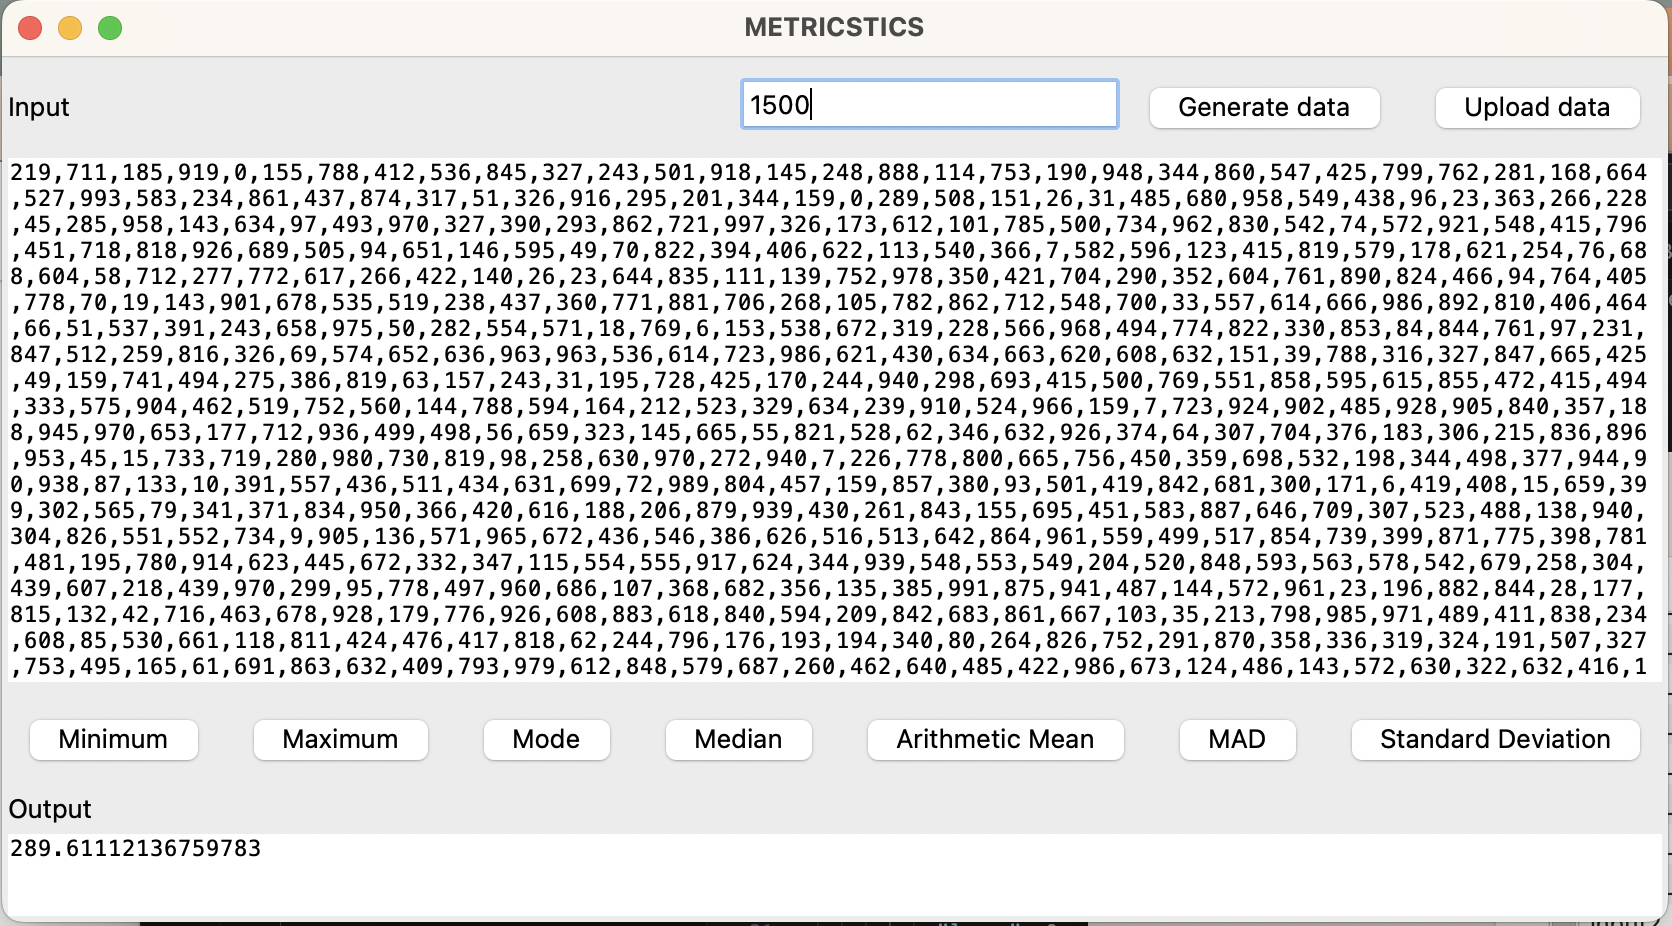 METRICSTICS
Input
1500
Generate data
Upload data
219,711,185,919,0,155,788,412,536,845,327,243,501,918,145,248,888,114,753,190,948,344,860,547,425,799,762,281,168,664
,527,993,583,234,861,437,874,317,51,326,916,295,201,344,159,0,289,508,151,26,31,485,680,958,549,438,96,23,363,266,228
,45,285,958,143,634,97,493,970,327,390,293,862,721,997,326,173,612,101,785,500,734,962,830,542,74,572,921,548,415,796
,451,718,818,926,689,505,94,651,146,595,49,70,822,394,406,622,113,540,366,7,582,596,123,415,819,579,178,621,254,76,68
8,604,58,712,277,772,617,266,422,140,26,23,644,835,111,139,752,978,350,421,704,290,352,604,761,890,824,466,94,764,405
,778,70,19,143,901,678,535,519,238,437,360,771,881,706,268,105,782,862,712,548,700,33,557,614,666,986,892,810,406,464
,66,51,537,391,243,658,975,50,282,554,571,18,769,6,153,538,672,319,228,566,968,494,774,822,330,853,84,844,761,97,231,
847,512,259,816,326,69,574,652,636,963,963,536,614,723,986,621,430,634,663,620,608,632,151,39,788,316,327,847,665,425
,49,159,741,494,275,386,819,63,157,243,31,195,728,425,170,244,940,298,693,415,500,769,551,858,595,615,855,472,415,494
,333,575,904,462,519,752,560,144,788,594,164,212,523,329,634,239,910,524,966,159,7,723,924,902,485,928,905,840,357,18
8,945,970,653,177,712,936,499,498,56,659,323,145,665,55,821,528,62,346,632,926,374,64,307,704,376,183,306,215,836,896
,953,45,15,733,719,280,980,730,819,98,258,630,970,272,940,7,226,778,800,665,756,450,359,698,532,198,344,498,377,944,9
0,938,87,133,10,391,557,436,511,434,631,699,72,989,804,457,159,857,380,93,501,419,842,681,300,171,6,419,408,15,659,39
9,302,565,79,341,371,834,950,366,420,616,188,206,879,939,430,261,843,155,695,451,583,887,646,709,307,523,488,138,940,
304,826,551,552,734,9,905,136,571,965,672,436,546,386,626,516,513,642,864,961,559,499,517,854,739,399,871,775,398,781
,481,195,780,914,623,445,672,332,347,115,554,555,917,624,344,939,548,553,549,204,520,848,593,563,578,542,679,258,304,
439,607,218,439,970,299,95,778,497,960,686,107,368,682,356,135,385,991,875,941,487,144,572,961,23,196,882,844,28,177,
815,132,42,716,463,678,928,179,776,926,608,883,618,840,594,209,842,683,861,667,103,35,213,798,985,971,489,411,838,234
,608,85,530,661,118,811,424,476,417,818,62,244,796,176,193,194,340,80,264,826,752,291,870,358,336,319,324,191,507,327
,753,495,165,61,691,863,632,409,793,979,612,848,579,687,260,462,640,485,422,986,673,124,486,143,572,630,322,632,416,1
Minimum
Maximum
Mode
Median
Arithmetic Mean
MAD
Standard Deviation
Output
289.61112136759783